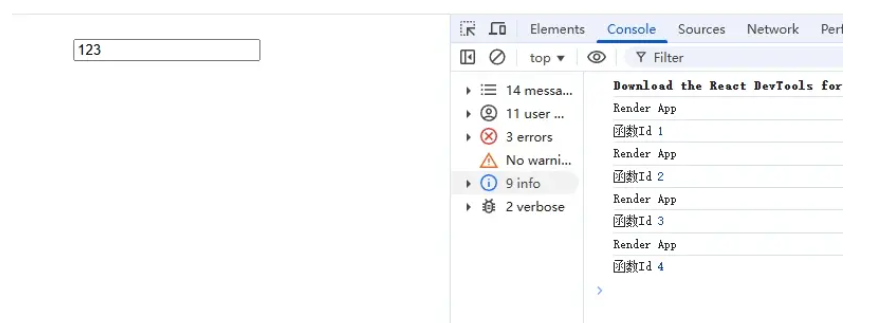 123
Elements Console Sources Network Perf
top Filter
14 messa...
11 user ...
3 errors
No warni...
9 info
2 verbose
Download the React DevTools for
Render App
函数Id 1
Render App
函数Id 2
Render App
函数Id 3
Render App
函数Id 4